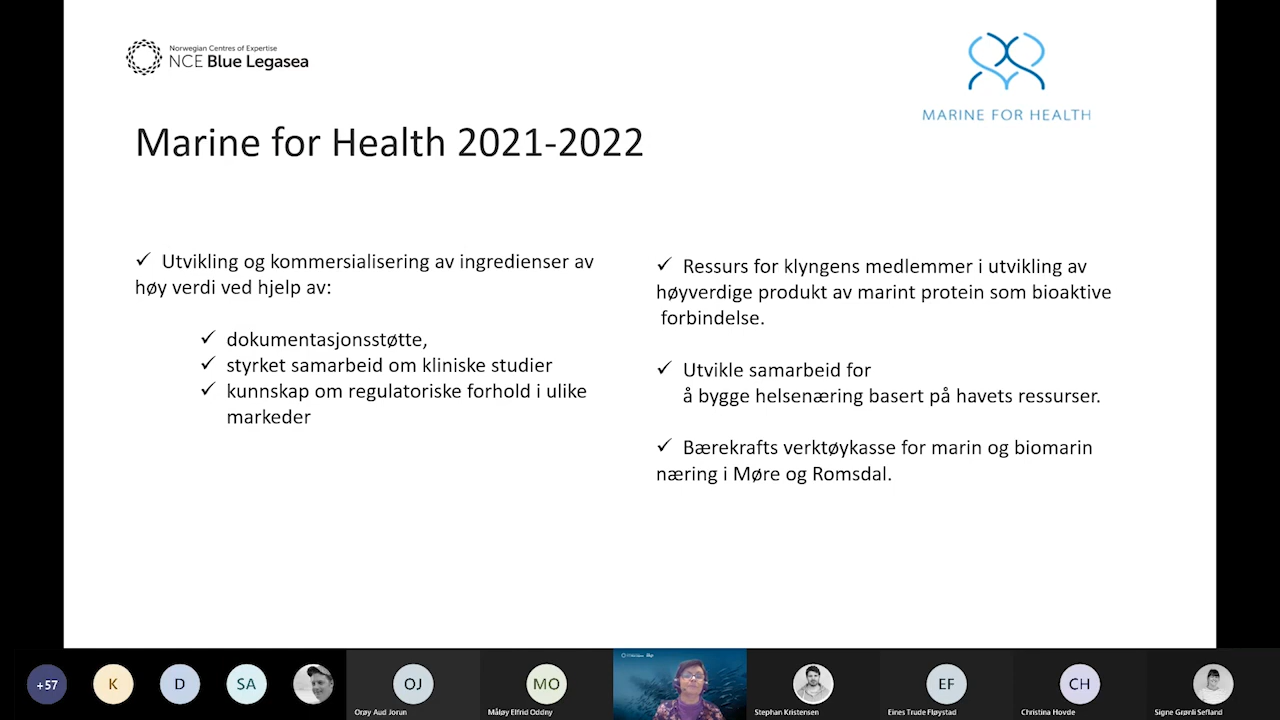 Norwegian Centres of Expertise
NCE Blue Legasea
MARINE FOR HEALTH
Marine for Health 2021-2022
✓ Utvikling og kommersialisering av ingredienser av
høy verdi ved hjelp av:
✓ dokumentasjonsstøtte,
✓ styrket samarbeid om kliniske studier
✓ kunnskap om regulatoriske forhold i ulike
markeder
✓ Ressurs for klyngens medlemmer i utvikling av
høyverdige produkt av marint protein som bioaktive
forbindelse.
✓ Utvikle samarbeid for
å bygge helsenæring basert på havets ressurser.
✓ Bærekrafts verktøykasse for marin og biomarin
næring i Møre og Romsdal.
+57
K
D
SA
OJ
Orøy Aud Jorun
MO
Måløy Elfrid Oddny
Stephan Kristensen
EF
Eines Trude Fløystad
CH
Christina Hovde
Signe Grønli Sefland